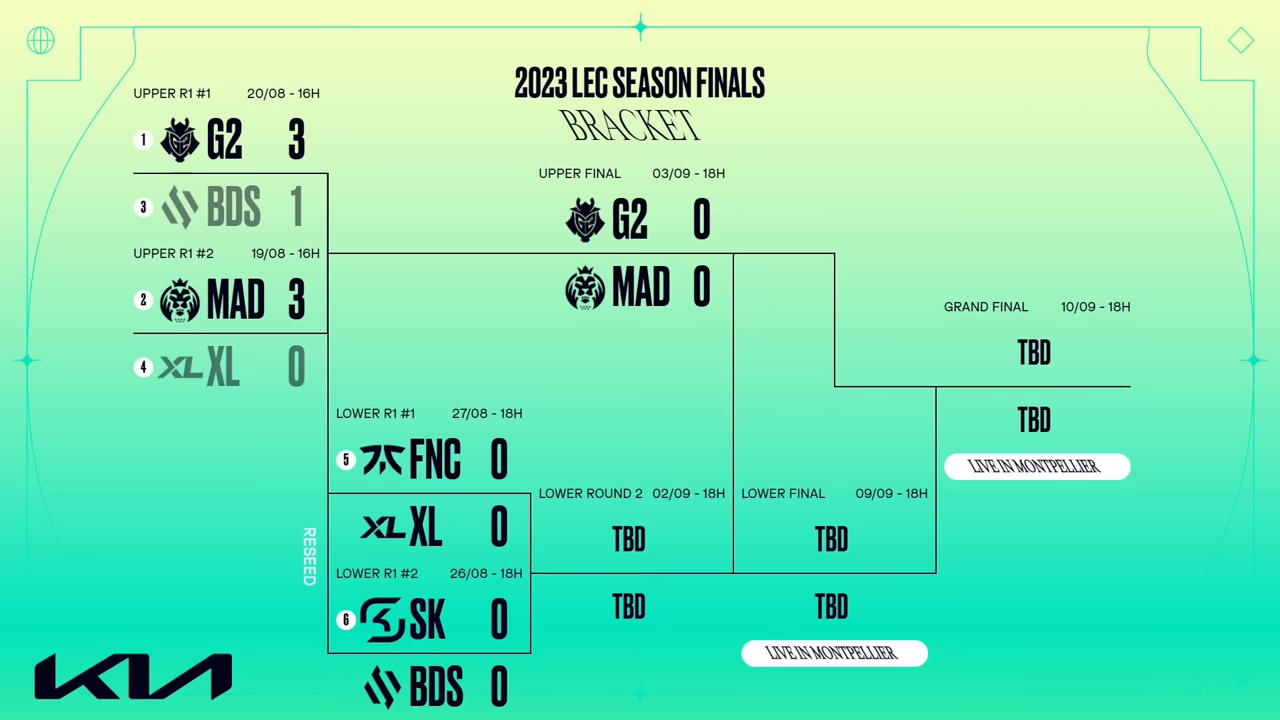 2023 LEC SEASON FINALS
BRACKET
UPPER R1 #1 20/08 - 16H
1 G2 3
3 BDS 1
UPPER R1 #2 19/08 - 16H
2 MAD 3
4 XL XL 0
UPPER FINAL 03/09 - 18H
G2 0
MAD 0
GRAND FINAL 10/09 - 18H
TBD
TBD
LIVE IN MONTPELLIER
RESEED
LOWER R1 #1 27/08 - 18H
5 FNC 0
XL XL 0
LOWER R1 #2 26/08 - 18H
6 SK 0
BDS 0
LOWER ROUND 2 02/09 - 18H
TBD
TBD
LOWER FINAL 09/09 - 18H
TBD
TBD
LIVE IN MONTPELLIER
KIA